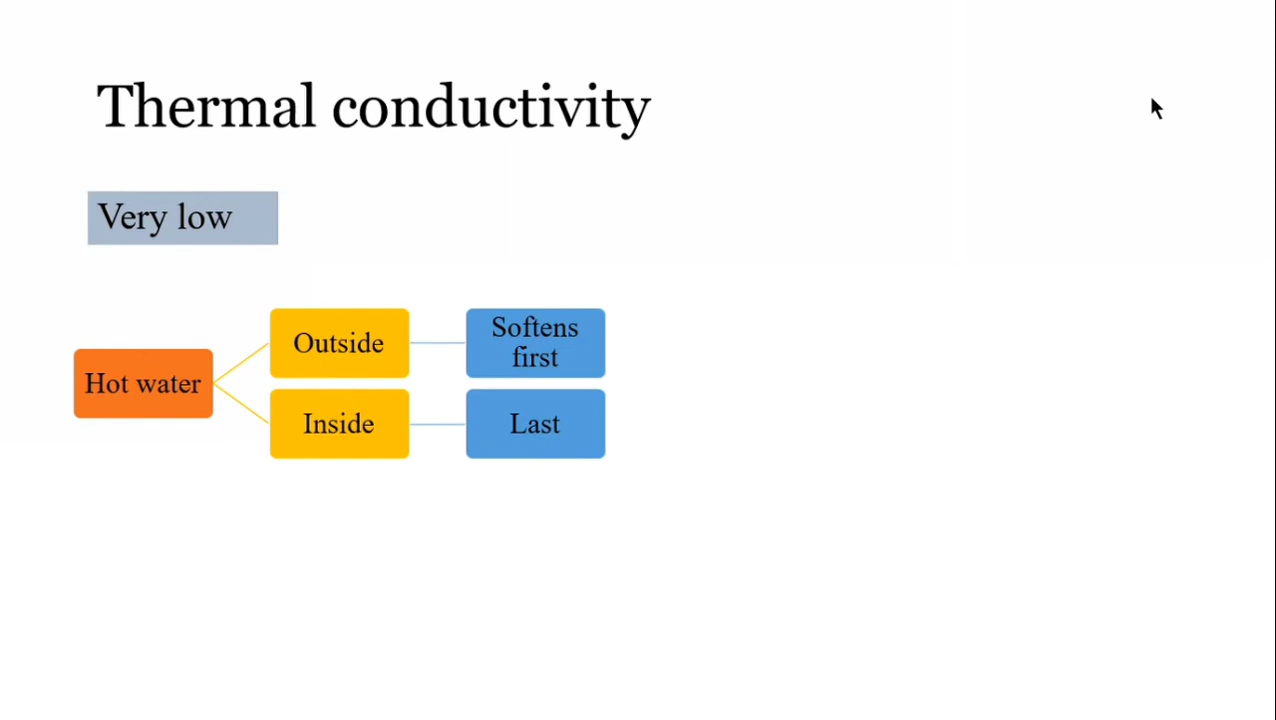 Thermal conductivity
Very low
Hot water
Outside
Softens
first
Inside
Last